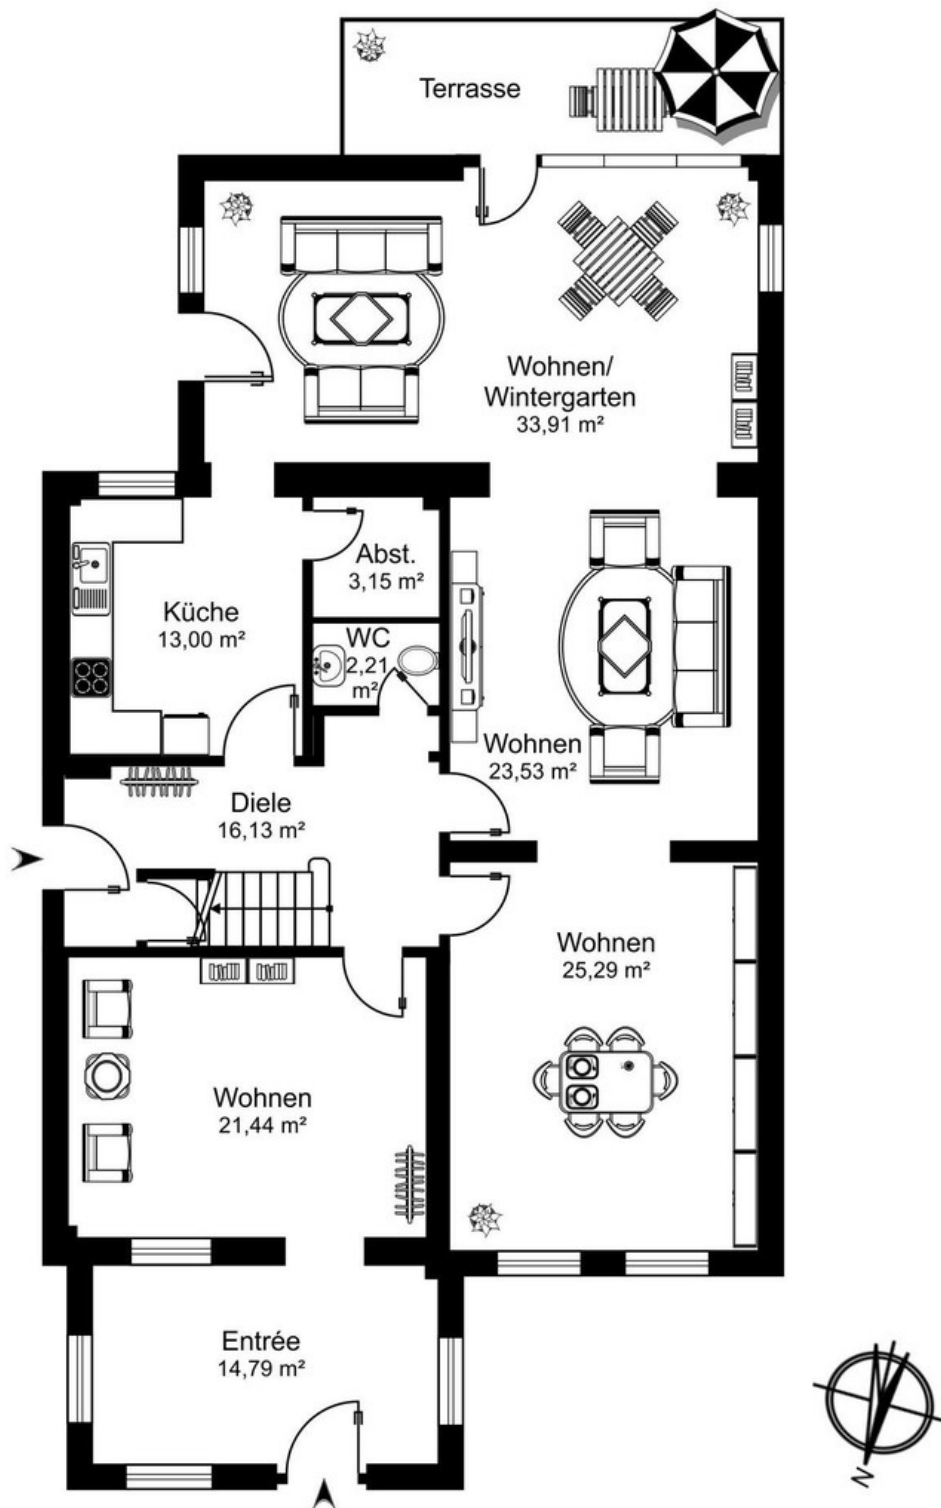 Terrasse
Wohnen/
Wintergarten
33,91 m²
Abst.
3,15 m²
Küche
13,00 m²
WC
2,21
m²
Wohnen
23,53 m²
Diele
16,13 m²
Wohnen
25,29 m²
Wohnen
21,44 m²
Entrée
14,79 m²
N